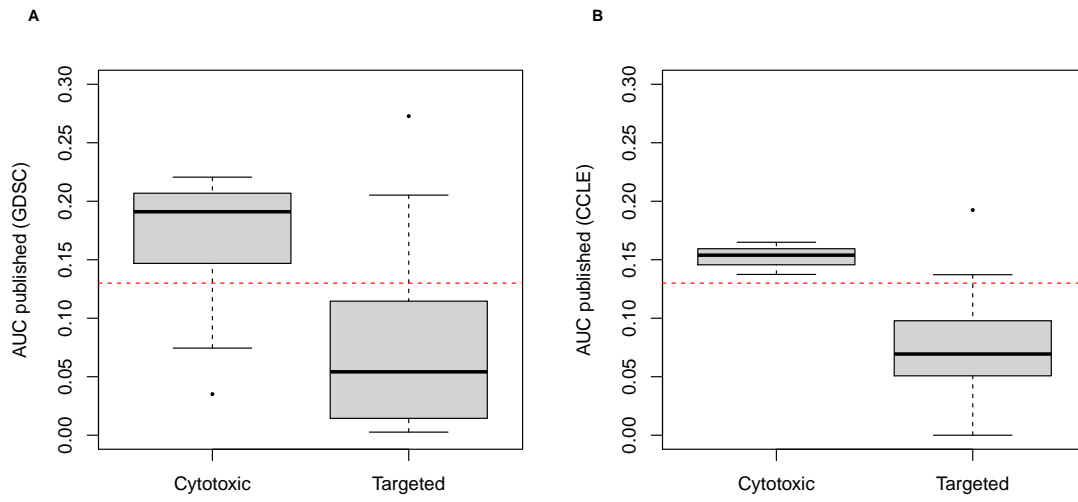 A
AUC published (GDSC)
0.30
0.25
0.20
0.15
0.10
0.05
0.00
Cytotoxic
Targeted
B
AUC published (CCLE)
0.30
0.25
0.20
0.15
0.10
0.05
0.00
Cytotoxic
Targeted